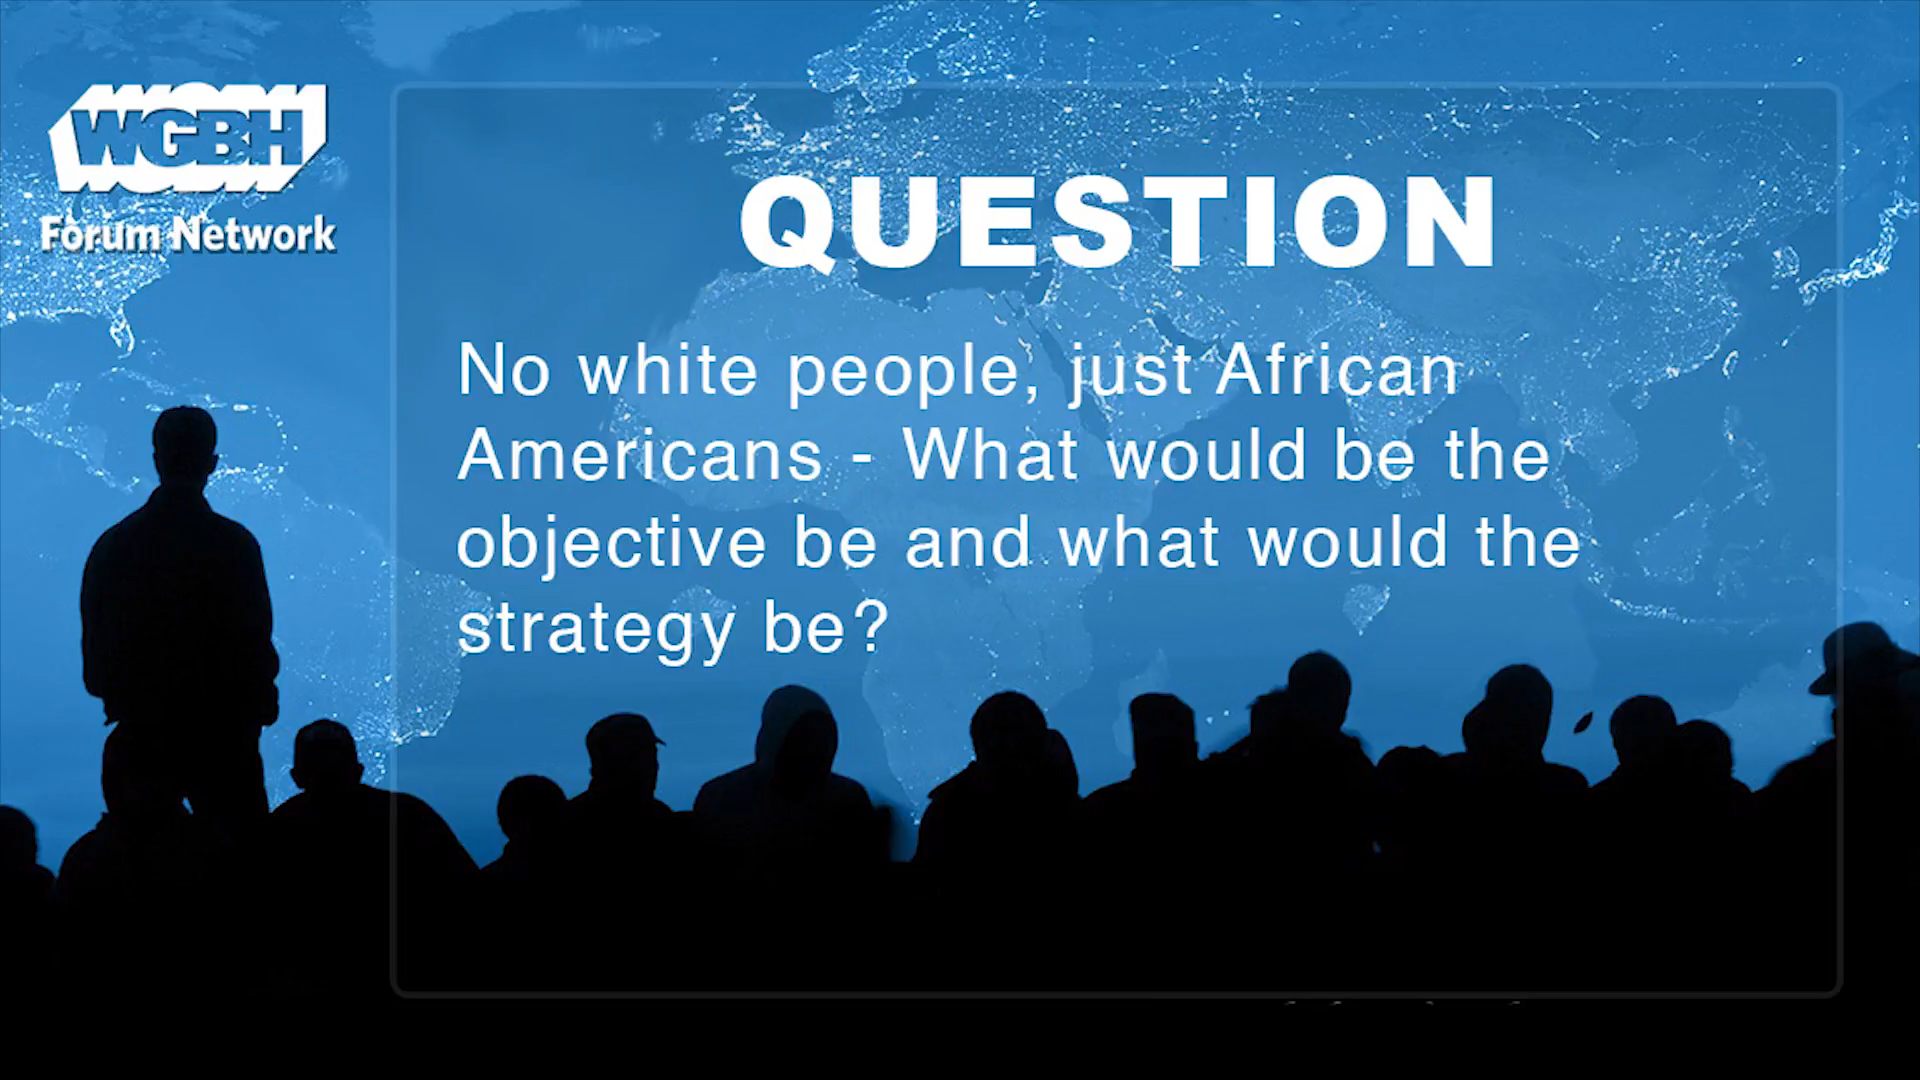 WGBH
Forum Network
QUESTION
No white people, just African
Americans - What would be the
objective be and what would the
strategy be?